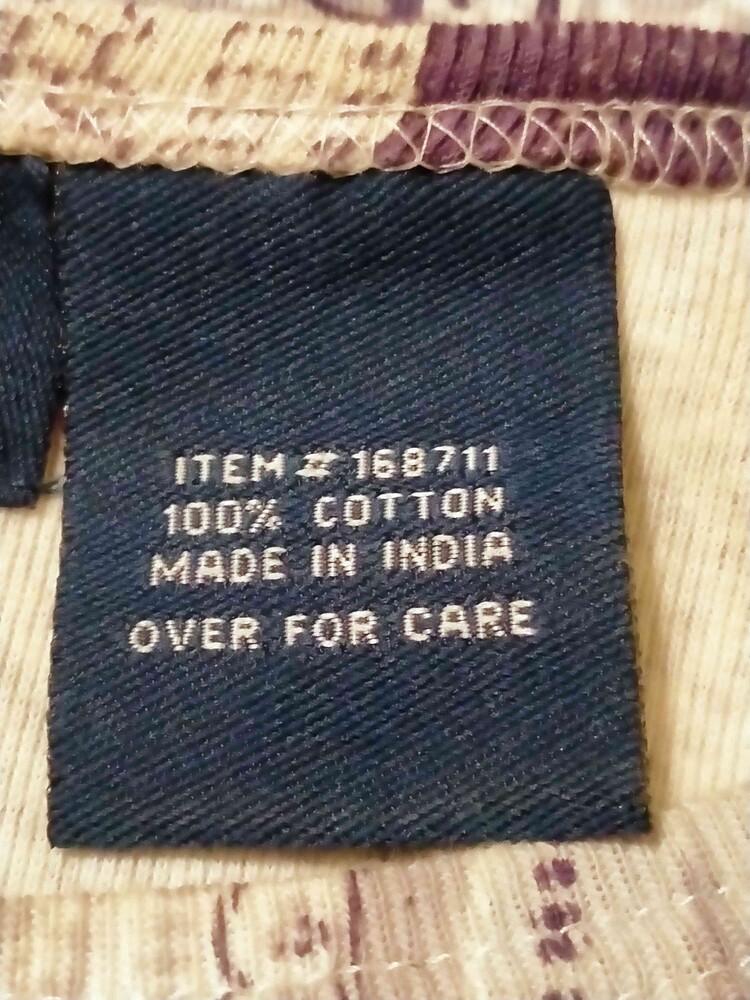 ITEM # 168711
100% COTTON
MADE IN INDIA
OVER FOR CARE